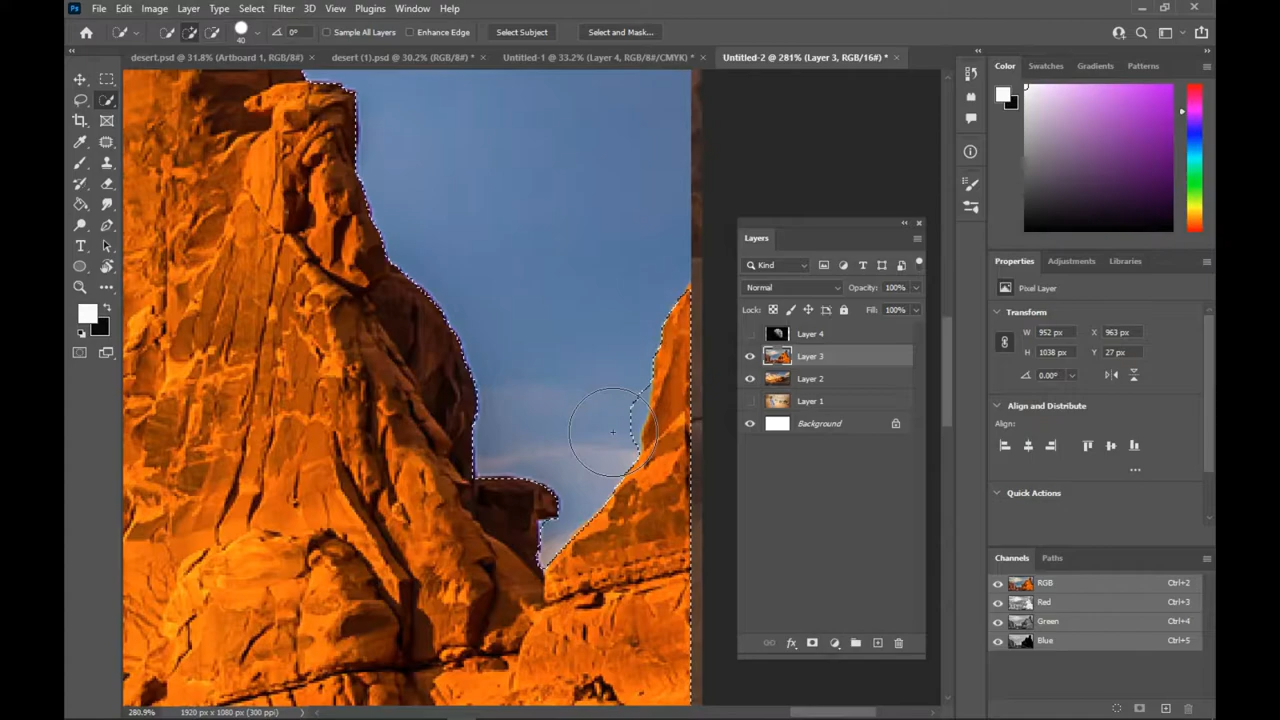 Ps File Edit Image Layer Type Select Filter 3D View Plugins Window Help
40 0° Sample All Layers Enhance Edge Select Subject Select and Mask...
desert.psd @ 31.8% (Artboard 1, RGB/8#) × desert (1).psd @ 30.2% (RGB/8#) * × Untitled-1 @ 33.2% (Layer 4, RGB/8#/CMYK) * × Untitled-2 @ 281% (Layer 3, RGB/16#) * ×
Color Swatches Gradients Patterns
Layers
Kind
Normal Opacity: 100%
Lock: Fill: 100%
Layer 4
Layer 3
Layer 2
Layer 1
Background
Properties Adjustments Libraries
Pixel Layer
Transform
W 952 px X 963 px
H 1038 px Y 27 px
0.00°
Align and Distribute
Align:
Quick Actions
Channels Paths
RGB Ctrl+2
Red Ctrl+3
Green Ctrl+4
Blue Ctrl+5
280.9% 1920 px x 1080 px (300 ppi)